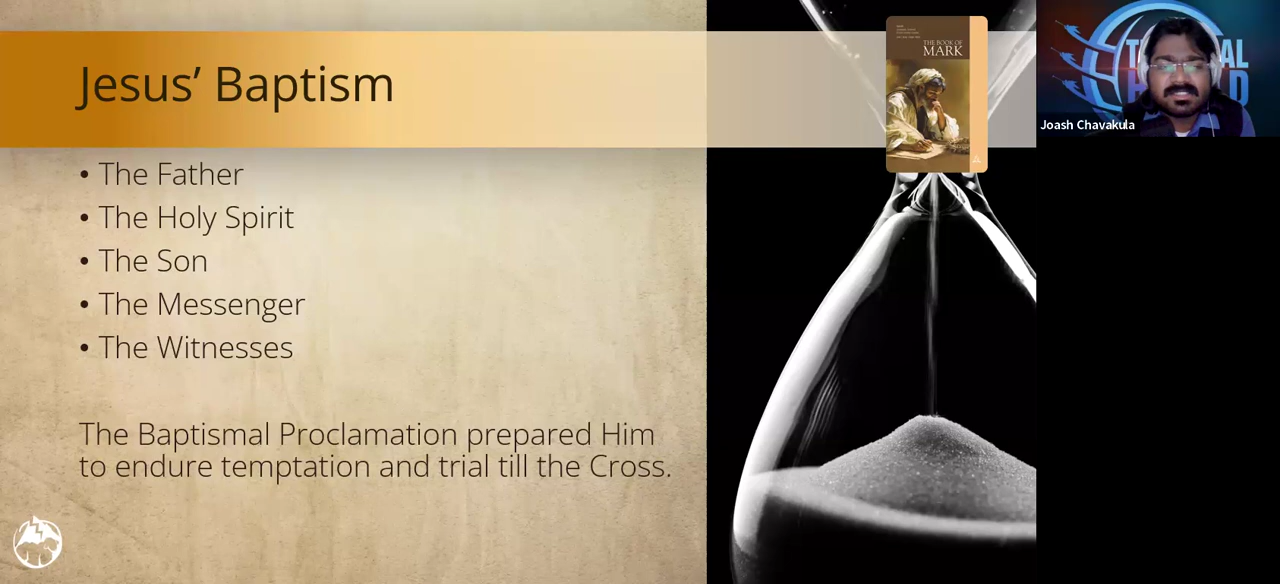 Jesus’ Baptism
• The Father
• The Holy Spirit
• The Son
• The Messenger
• The Witnesses
The Baptismal Proclamation prepared Him
to endure temptation and trial till the Cross.
THE BOOK OF
MARK
Joash Chavakula